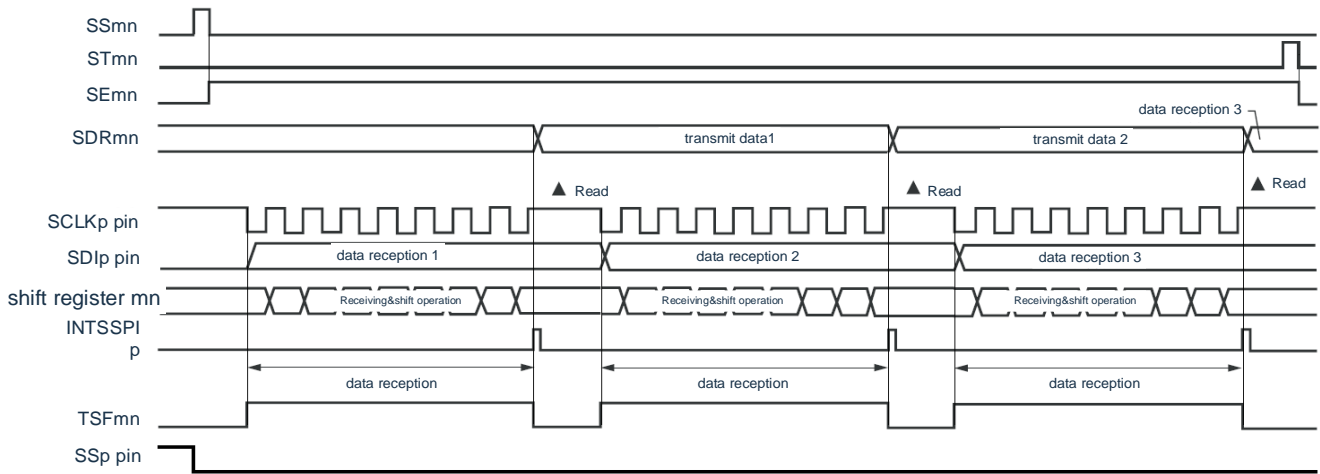 SSmn
STmn
SEmn
data reception 3
SDRmn
transmit data1
transmit data 2
Read
Read
Read
SCLKp pin
SDIp pin
data reception 1
data reception 2
data reception 3
shift register mn
Receiving&shift operation
Receiving&shift operation
Receiving&shift operation
INTSSPI
p
data reception
data reception
data reception
TSFmn
SSp pin